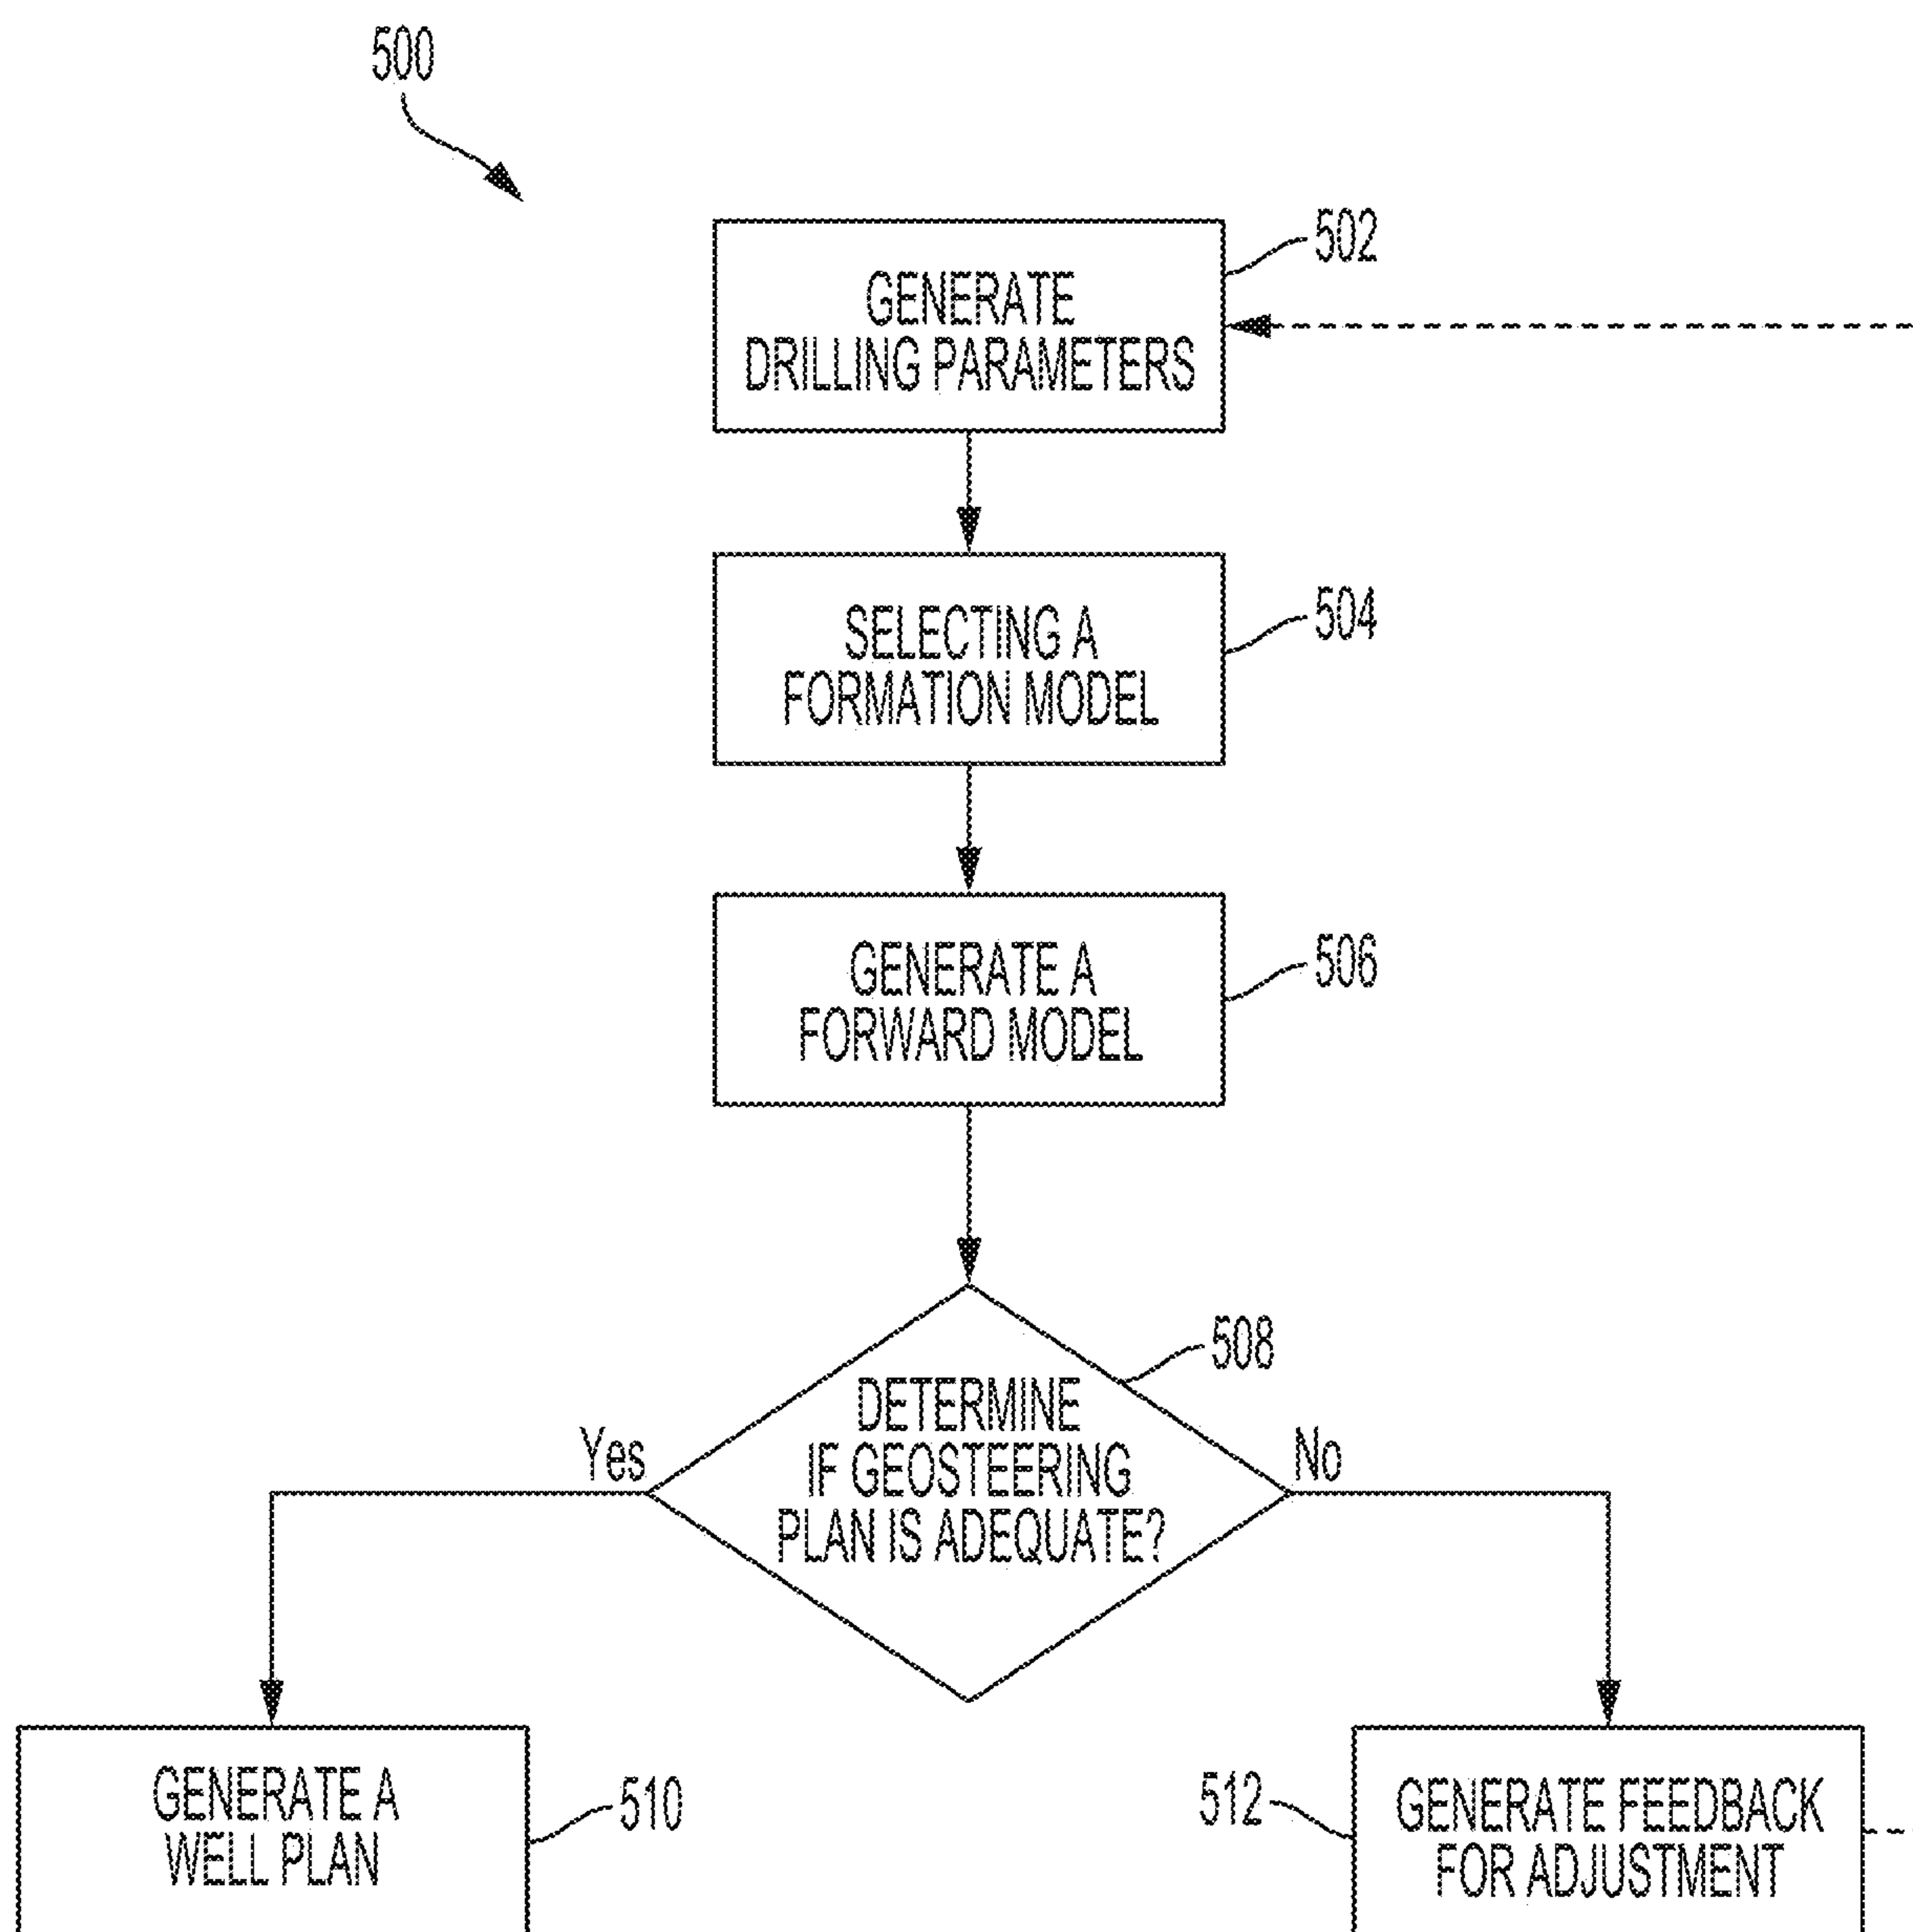 500
502
GENERATE
DRILLING PARAMETERS
504
SELECTING A
FORMATION MODEL
506
GENERATE A
FORWARD MODEL
508
DETERMINE
IF GEOSTEERING
PLAN IS ADEQUATE?
Yes
No
GENERATE A
WELL PLAN
510
512
GENERATE FEEDBACK
FOR ADJUSTMENT